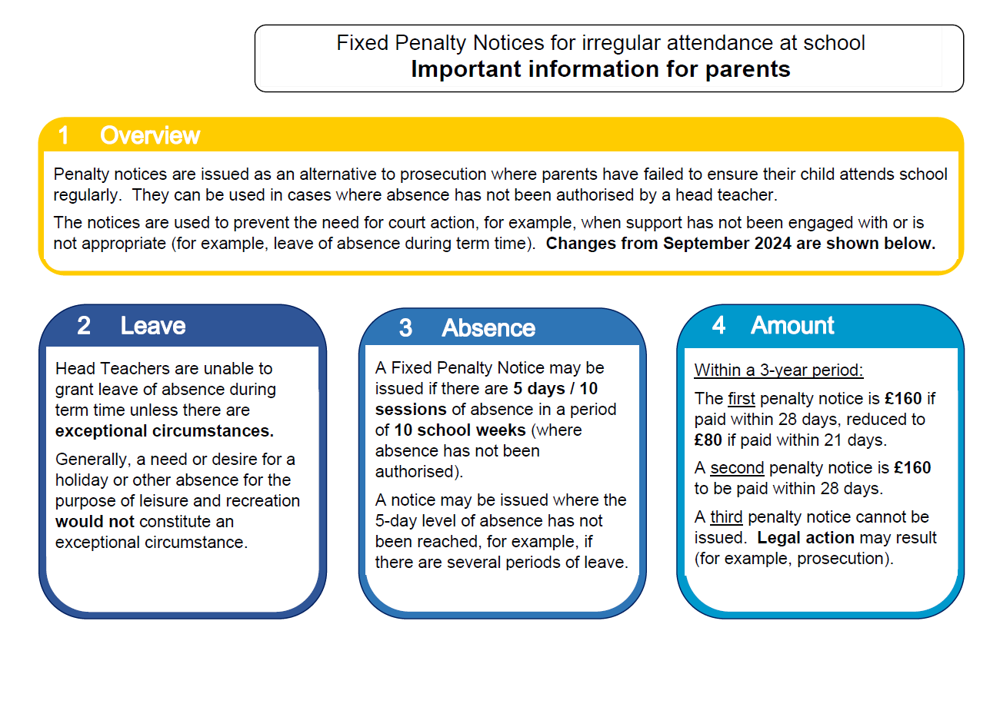 Fixed Penalty Notices for irregular attendance at school
Important information for parents
1 Overview
Penalty notices are issued as an alternative to prosecution where parents have failed to ensure their child attends school
regularly. They can be used in cases where absence has not been authorised by a head teacher.
The notices are used to prevent the need for court action, for example, when support has not been engaged with or is
not appropriate (for example, leave of absence during term time). Changes from September 2024 are shown below.
2 Leave
Head Teachers are unable to
grant leave of absence during
term time unless there are
exceptional circumstances.
Generally, a need or desire for a
holiday or other absence for the
purpose of leisure and recreation
would not constitute an
exceptional circumstance.
3 Absence
A Fixed Penalty Notice may be
issued if there are 5 days / 10
sessions of absence in a period
of 10 school weeks (where
absence has not been
authorised).
A notice may be issued where the
5-day level of absence has not
been reached, for example, if
there are several periods of leave.
4 Amount
Within a 3-year period:
The first penalty notice is £160 if
paid within 28 days, reduced to
£80 if paid within 21 days.
A second penalty notice is £160
to be paid within 28 days.
A third penalty notice cannot be
issued. Legal action may result
(for example, prosecution).